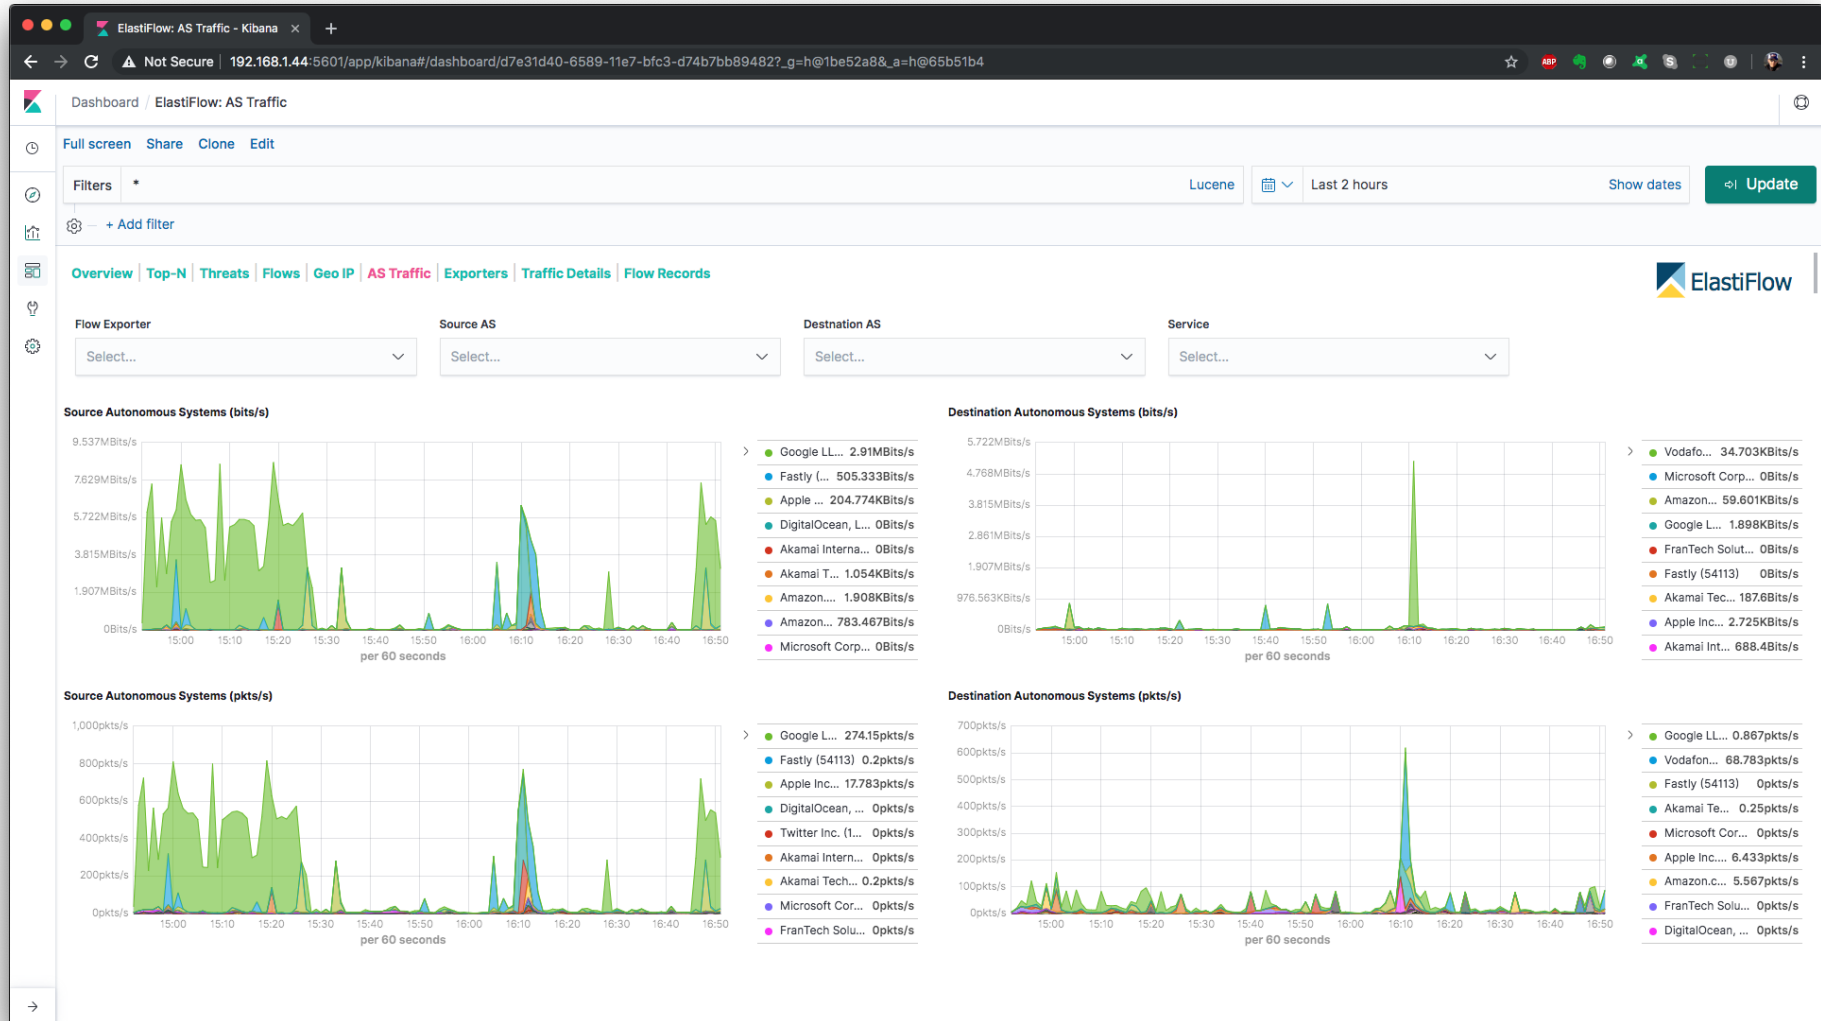 ElastiFlow: AS Traffic - Kibana
Not Secure 192.168.1.44:5601/app/kibana#/dashboard/d7e31d40-6589-11e7-bfc3-d74b7bb89482?_g=h@1be52a8&_a=h@65b51b4
ABP
Dashboard / ElastiFlow: AS Traffic
Full screen Share Clone Edit
Filters * Lucene Last 2 hours Show dates Update
+ Add filter
Overview Top-N Threats Flows Geo IP AS Traffic Exporters Traffic Details Flow Records
ElastiFlow
Flow Exporter Source AS Destnation AS Service
Select... Select... Select... Select...
Source Autonomous Systems (bits/s)
9.537MBits/s
7.629MBits/s
5.722MBits/s
3.815MBits/s
1.907MBits/s
0Bits/s
15:00 15:10 15:20 15:30 15:40 15:50 16:00 16:10 16:20 16:30 16:40 16:50
per 60 seconds
Google LL... 2.91MBits/s
Fastly (... 505.333Bits/s
Apple ... 204.774KBits/s
DigitalOcean, L... 0Bits/s
Akamai Interna... 0Bits/s
Akamai T... 1.054KBits/s
Amazon.... 1.908KBits/s
Amazon... 783.467Bits/s
Microsoft Corp... 0Bits/s
Destination Autonomous Systems (bits/s)
5.722MBits/s
4.768MBits/s
3.815MBits/s
2.861MBits/s
1.907MBits/s
976.563KBits/s
0Bits/s
15:00 15:10 15:20 15:30 15:40 15:50 16:00 16:10 16:20 16:30 16:40 16:50
per 60 seconds
Vodafo... 34.703KBits/s
Microsoft Corp... 0Bits/s
Amazon... 59.601KBits/s
Google L... 1.898KBits/s
FranTech Solut... 0Bits/s
Fastly (54113) 0Bits/s
Akamai Tec... 187.6Bits/s
Apple Inc... 2.725KBits/s
Akamai Int... 688.4Bits/s
Source Autonomous Systems (pkts/s)
1,000pkts/s
800pkts/s
600pkts/s
400pkts/s
200pkts/s
0pkts/s
15:00 15:10 15:20 15:30 15:40 15:50 16:00 16:10 16:20 16:30 16:40 16:50
per 60 seconds
Google L... 274.15pkts/s
Fastly (54113) 0.2pkts/s
Apple Inc... 17.783pkts/s
DigitalOcean, ... 0pkts/s
Twitter Inc. (1... 0pkts/s
Akamai Intern... 0pkts/s
Akamai Tech... 0.2pkts/s
Microsoft Cor... 0pkts/s
FranTech Solu... 0pkts/s
Destination Autonomous Systems (pkts/s)
700pkts/s
600pkts/s
500pkts/s
400pkts/s
300pkts/s
200pkts/s
100pkts/s
0pkts/s
15:00 15:10 15:20 15:30 15:40 15:50 16:00 16:10 16:20 16:30 16:40 16:50
per 60 seconds
Google LL... 0.867pkts/s
Vodafon... 68.783pkts/s
Fastly (54113) 0pkts/s
Akamai Te... 0.25pkts/s
Microsoft Cor... 0pkts/s
Apple Inc.... 6.433pkts/s
Amazon.c... 5.567pkts/s
FranTech Solu... 0pkts/s
DigitalOcean, ... 0pkts/s